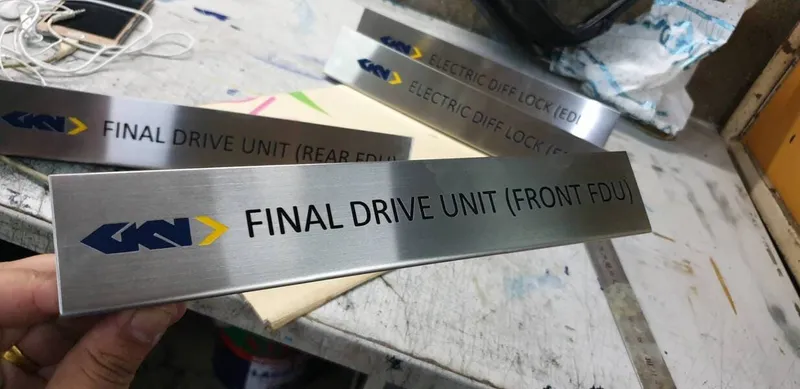 GKN ELECTRIC DIFF LOCK (EDL
GKN ELECTRIC DIFF LOCK (E
GKN FINAL DRIVE UNIT (REAR FDU)
GKN FINAL DRIVE UNIT (FRONT FDU)